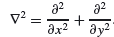 ∇² = ∂²/∂x² + ∂²/∂y².